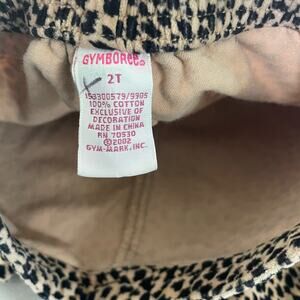 GYMBOREE®
2T
153300579/9905
100% COTTON
EXCLUSIVE OF
DECORATION
MADE IN CHINA
RN 70530
©2002
GYM-MARK, INC.